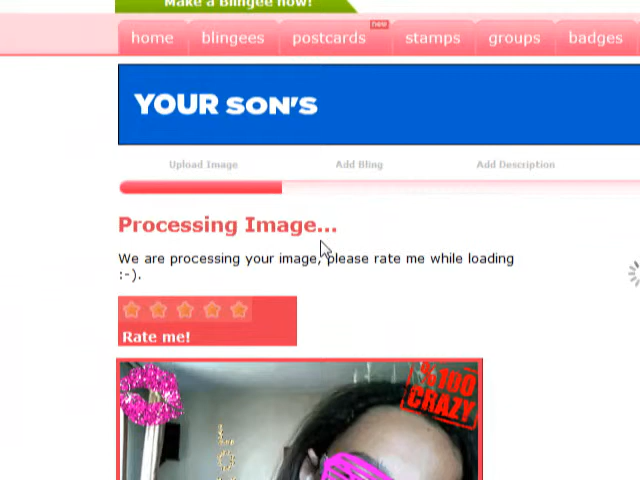 Make a Blingee now!
home blingees postcards new stamps groups badges
YOUR SON'S
Upload Image Add Bling Add Description
Processing Image...
We are processing your image, please rate me while loading
:-).
Rate me!
%100
CRAZY